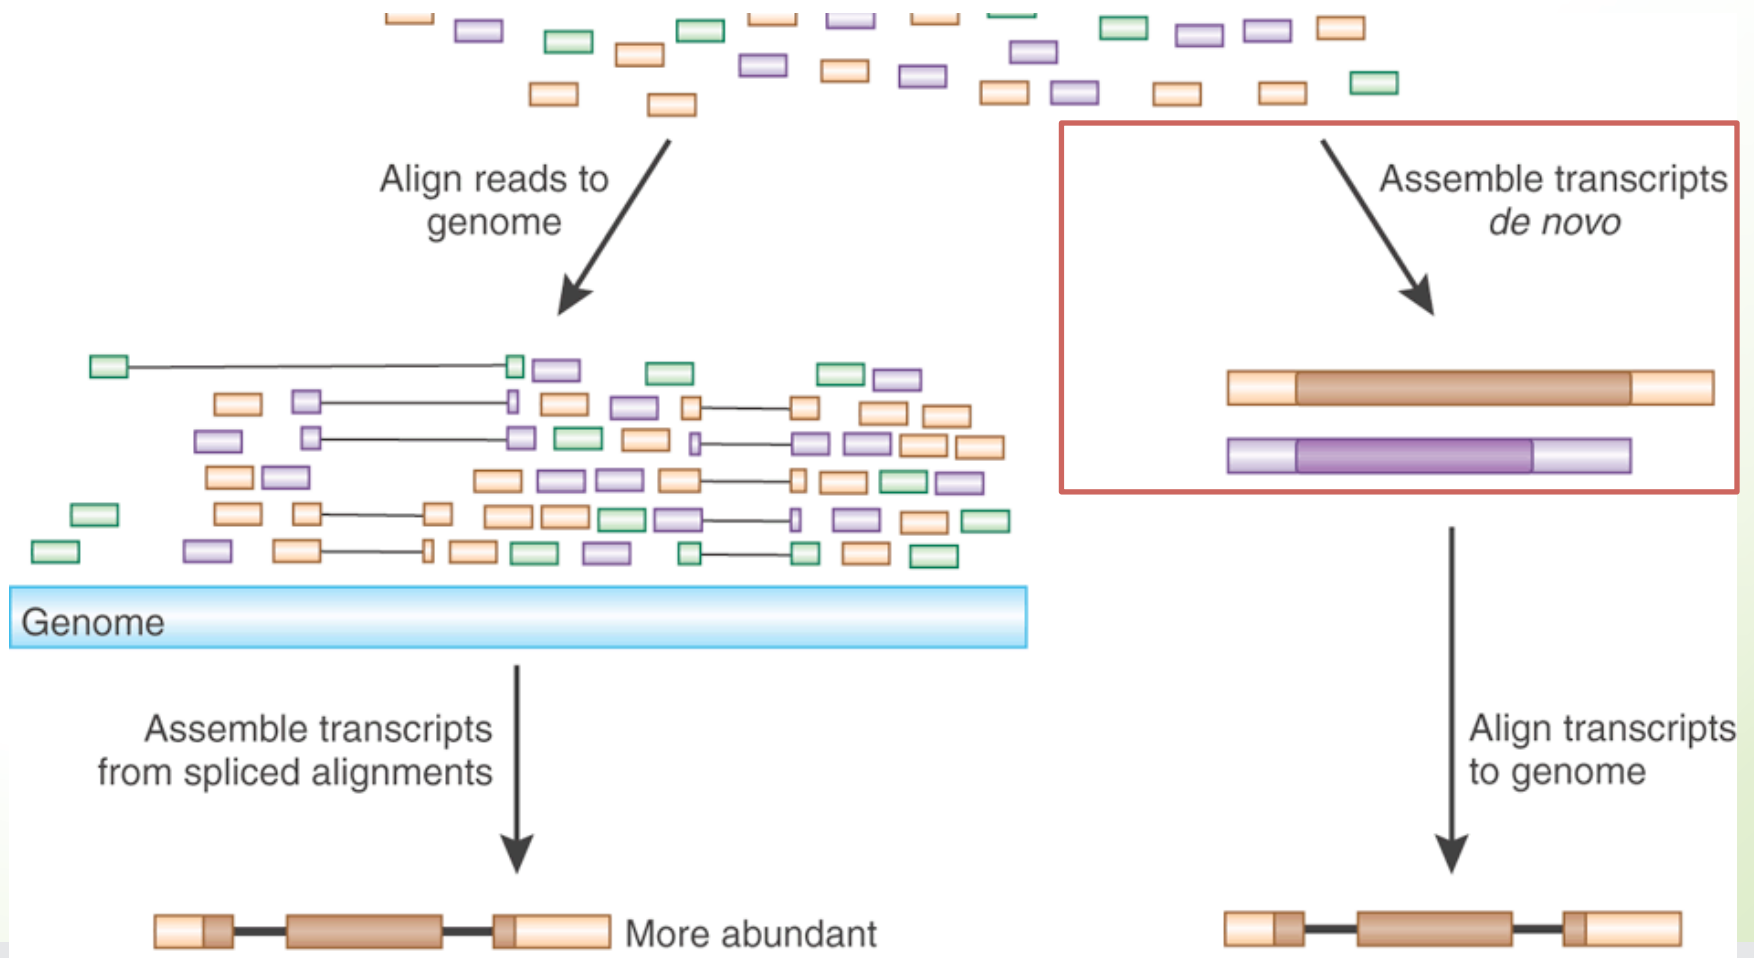 Align reads to
genome
Assemble transcripts
de novo
Genome
Assemble transcripts
from spliced alignments
Align transcripts
to genome
More abundant